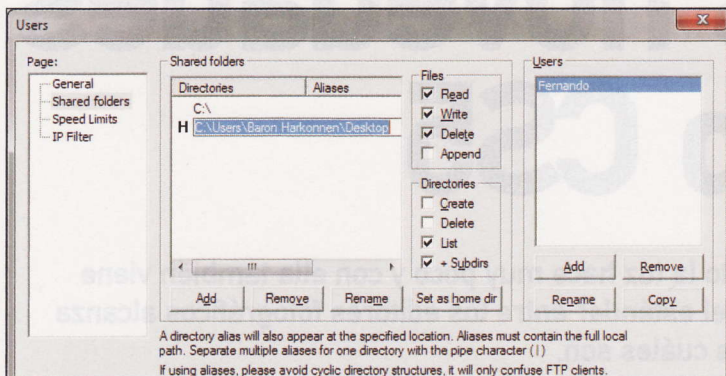 Users
Page:
General
Shared folders
Speed Limits
IP Filter
Shared folders
Directories Aliases
C:\
H C:\Users\Baron Harkonnen\Desktop
Add Remove Rename Set as home dir
Files
Read
Write
Delete
Append
Directories
Create
Delete
List
+ Subdirs
Users
Fernando
Add Remove
Rename Copy
A directory alias will also appear at the specified location. Aliases must contain the full local
path. Separate multiple aliases for one directory with the pipe character (|)
If using aliases, please avoid cyclic directory structures, it will only confuse FTP clients.